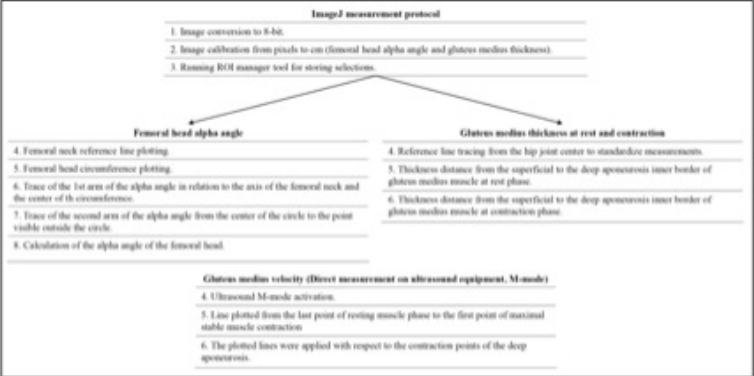 ImageJ measurement protocol
1. Image conversion to 8-bit.
2. Image calibration from pixels to cm (femoral head alpha angle and gluteus medius thickness).
3. Running ROI manager tool for storing selections.
Femoral head alpha angle
4. Femoral neck reference line plotting.
5. Femoral head circumference plotting.
6. Trace of the 1st arm of the alpha angle in relation to the axis of the femoral neck and
the center of th circumference.
7. Trace of the second arm of the alpha angle from the center of the circle to the point
visible outside the circle.
8. Calculation of the alpha angle of the femoral head.
Gluteus medius thickness at rest and contraction
4. Reference line tracing from the hip joint center to standardize measurements.
5. Thickness distance from the superficial to the deep aponeurosis inner border of
gluteus medius muscle at rest phase.
6. Thickness distance from the superficial to the deep aponeurosis inner border of
gluteus medius muscle at contraction phase.
Gluteus medius velocity (Direct measurement on ultrasound equipment, M-mode)
4. Ultrasound M-mode activation.
5. Line plotted from the last point of resting muscle phase to the first point of maximal
stable muscle contraction
6. The plotted lines were applied with respect to the contraction points of the deep
aponeurosis.